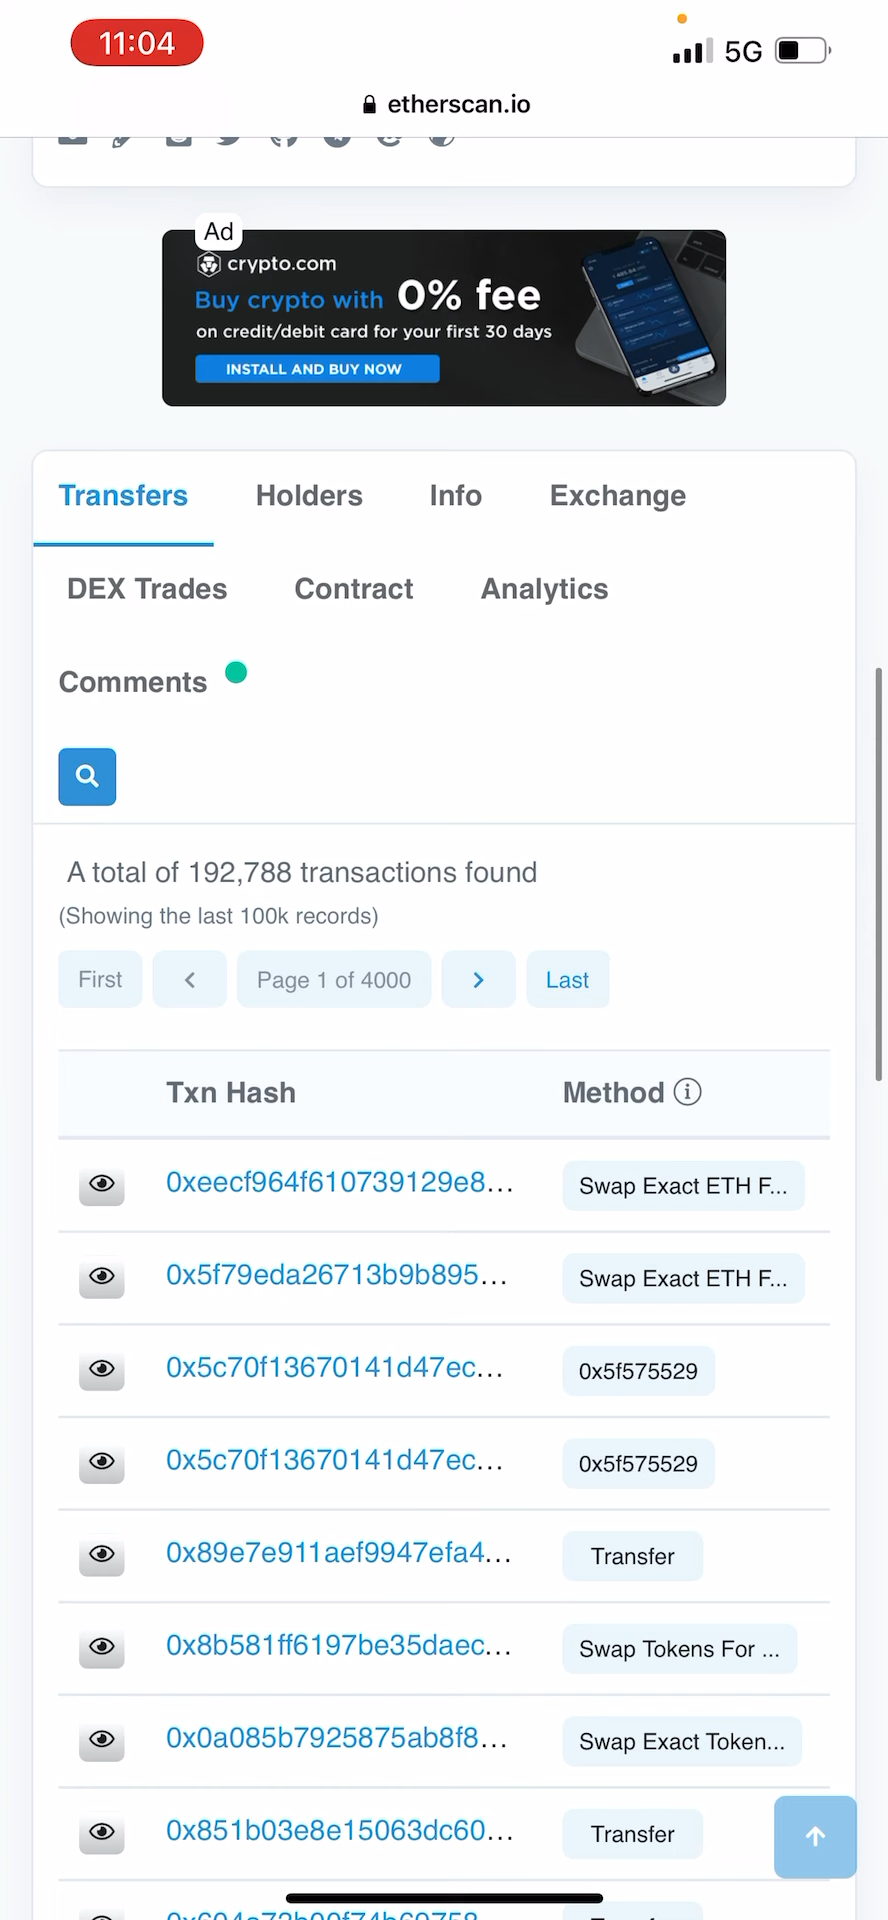 11:04
5G
etherscan.io
Ad
crypto.com
Buy crypto with 0% fee
on credit/debit card for your first 30 days
INSTALL AND BUY NOW
Transfers Holders Info Exchange
DEX Trades Contract Analytics
Comments
A total of 192,788 transactions found
(Showing the last 100k records)
First < Page 1 of 4000 > Last
Txn Hash Method
0xeecf964f610739129e8... Swap Exact ETH F...
0x5f79eda26713b9b895... Swap Exact ETH F...
0x5c70f13670141d47ec... 0x5f575529
0x5c70f13670141d47ec... 0x5f575529
0x89e7e911aef9947efa4... Transfer
0x8b581ff6197be35daec... Swap Tokens For ...
0x0a085b7925875ab8f8... Swap Exact Token...
0x851b03e8e15063dc60... Transfer